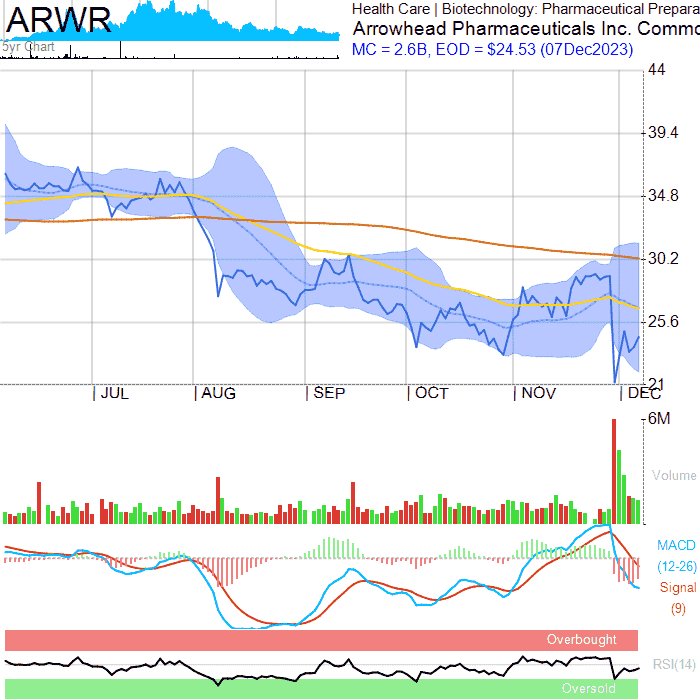 ARWR
5yr Chart
Health Care | Biotechnology: Pharmaceutical Prepara
Arrowhead Pharmaceuticals Inc. Commo
MC = 2.6B, EOD = $24.53 (07Dec2023)
44
39.4
34.8
30.2
25.6
21
JUL AUG SEP OCT NOV DEC
6M
Volume
MACD
(12-26)
Signal
(9)
Overbought
RSI(14)
Oversold